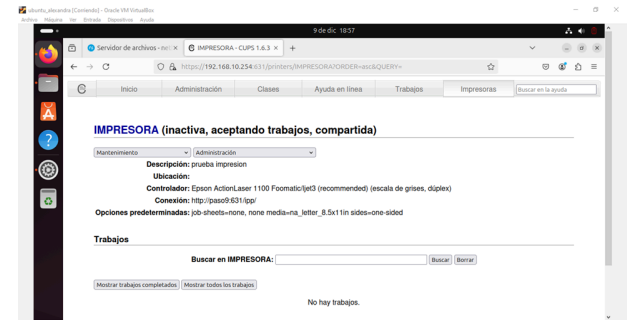 ubuntu_alexandra [Corriendo] - Oracle VM VirtualBox
Archivo Máquina Ver Entrada Dispositivos Ayuda
9 de dic 18:57
Servidor de archivos - net
IMPRESORA - CUPS 1.6.3
https://192.168.10.254:631/printers/IMPRESORA?ORDER=asc&QUERY=
Inicio Administración Clases Ayuda en línea Trabajos Impresoras Buscar en la ayuda
IMPRESORA (inactiva, aceptando trabajos, compartida)
Mantenimiento Administración
Descripción: prueba impresion
Ubicación:
Controlador: Epson ActionLaser 1100 Foomatic/ljet3 (recommended) (escala de grises, dúplex)
Conexión: http://paso9:631/ipp/
Opciones predeterminadas: job-sheets=none, none media=na_letter_8.5x11in sides=one-sided
Trabajos
Buscar en IMPRESORA: Buscar Borrar
Mostrar trabajos completados Mostrar todos los trabajos
No hay trabajos.